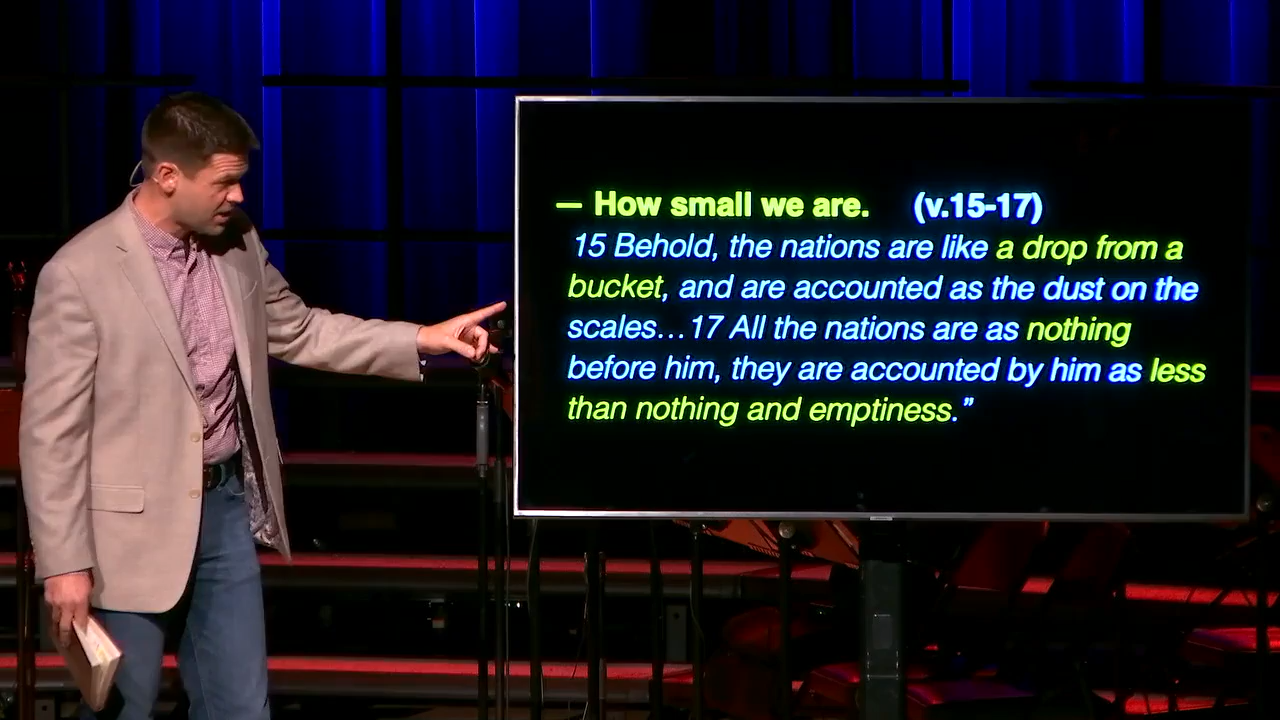 — How small we are. (v.15-17)
15 Behold, the nations are like a drop from a
bucket, and are accounted as the dust on the
scales…17 All the nations are as nothing
before him, they are accounted by him as less
than nothing and emptiness.”